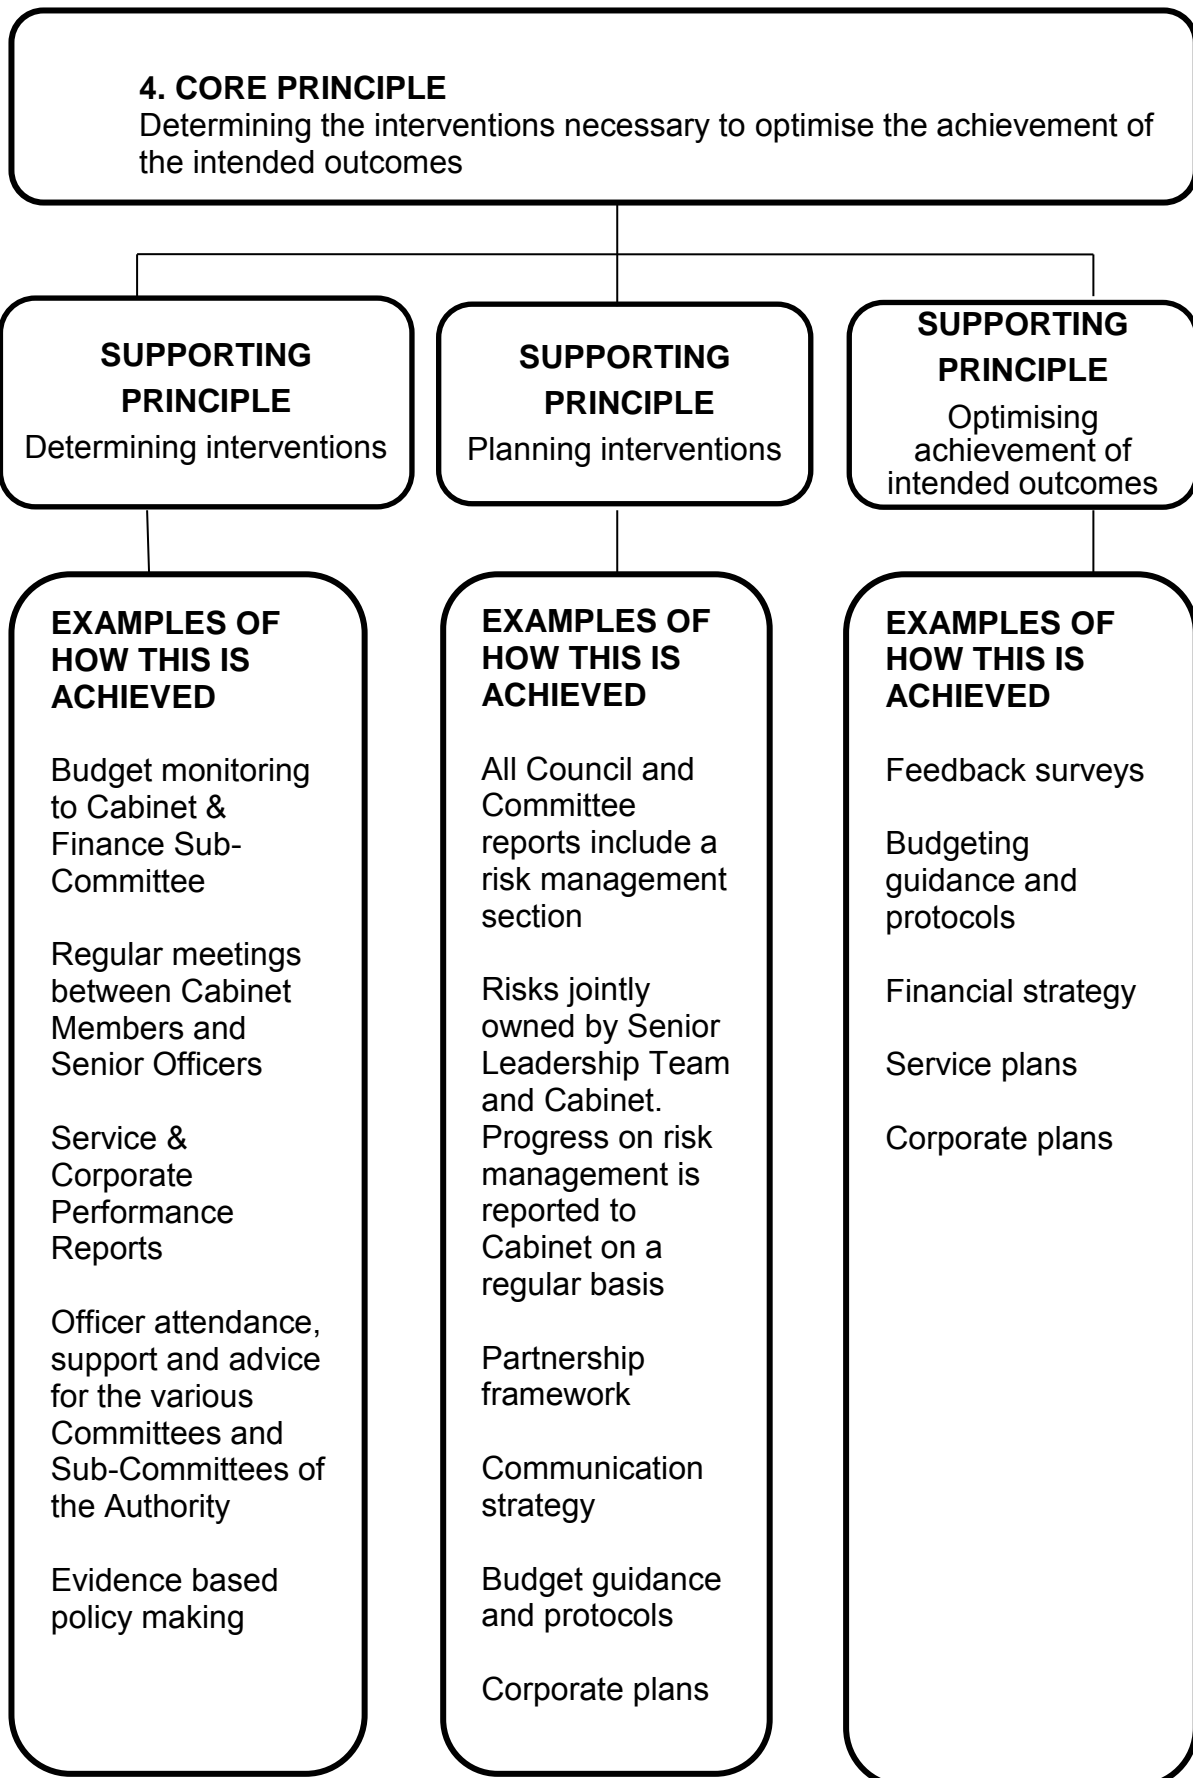 4. CORE PRINCIPLE
Determining the interventions necessary to optimise the achievement of
the intended outcomes
SUPPORTING
PRINCIPLE
Determining interventions
SUPPORTING
PRINCIPLE
Planning interventions
SUPPORTING
PRINCIPLE
Optimising
achievement of
intended outcomes
EXAMPLES OF
HOW THIS IS
ACHIEVED
Budget monitoring
to Cabinet &
Finance Sub-
Committee
Regular meetings
between Cabinet
Members and
Senior Officers
Service &
Corporate
Performance
Reports
Officer attendance,
support and advice
for the various
Committees and
Sub-Committees of
the Authority
Evidence based
policy making
EXAMPLES OF
HOW THIS IS
ACHIEVED
All Council and
Committee
reports include a
risk management
section
Risks jointly
owned by Senior
Leadership Team
and Cabinet.
Progress on risk
management is
reported to
Cabinet on a
regular basis
Partnership
framework
Communication
strategy
Budget guidance
and protocols
Corporate plans
EXAMPLES OF
HOW THIS IS
ACHIEVED
Feedback surveys
Budgeting
guidance and
protocols
Financial strategy
Service plans
Corporate plans